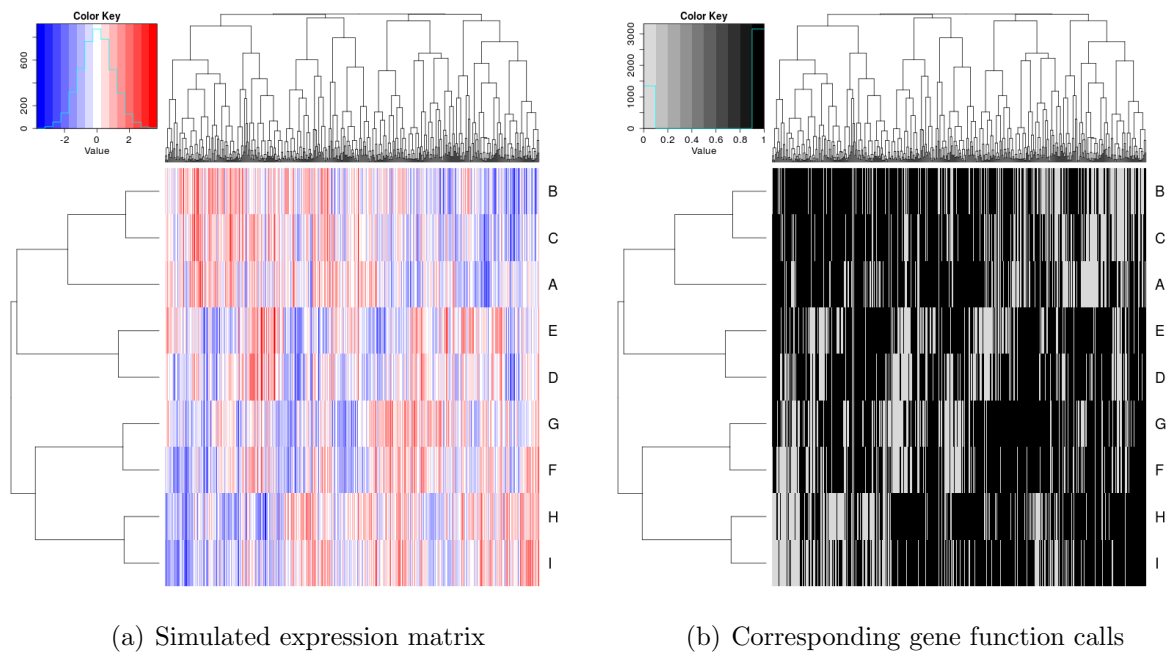 Color Key
200
600
-2
0
2
Value
B
C
A
E
D
G
F
H
I
Color Key
0
1000
2000
3000
0
0.2
0.4
0.6
0.8
1
Value
B
C
A
E
D
G
F
H
I
(a) Simulated expression matrix
(b) Corresponding gene function calls